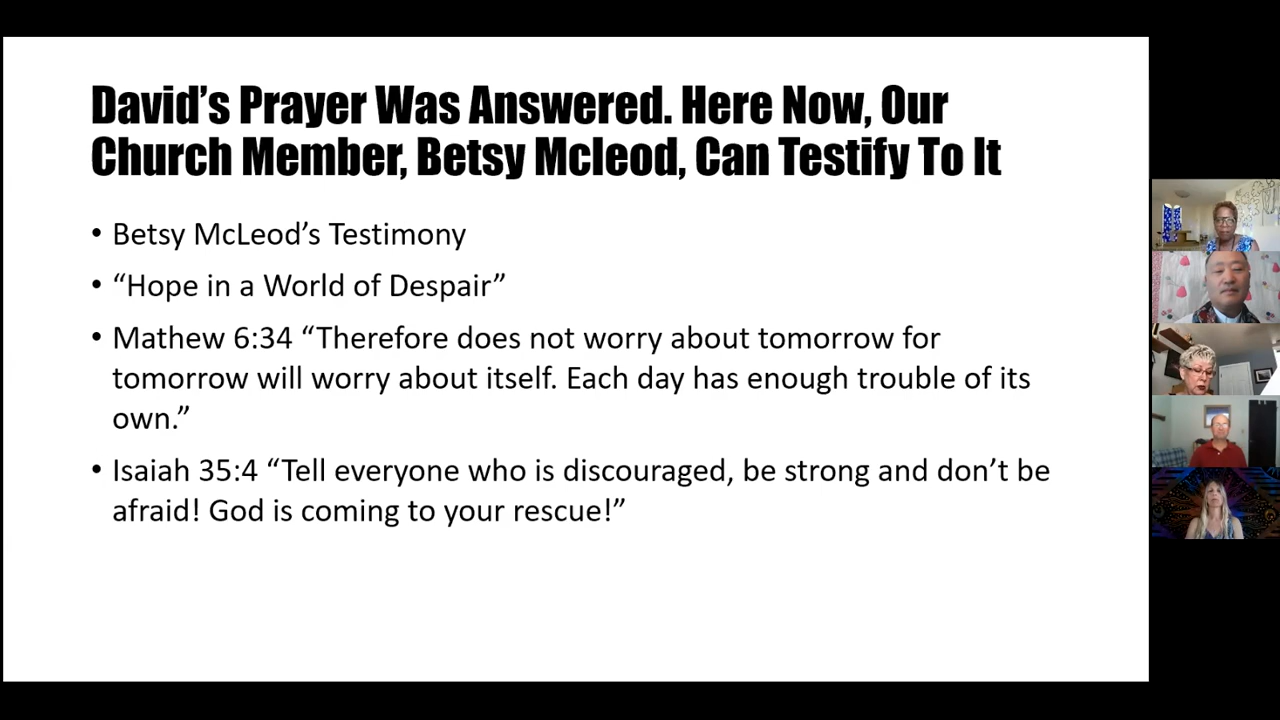 David’s Prayer Was Answered. Here Now, Our
Church Member, Betsy Mcleod, Can Testify To It
• Betsy McLeod’s Testimony
• “Hope in a World of Despair”
• Mathew 6:34 “Therefore does not worry about tomorrow for
tomorrow will worry about itself. Each day has enough trouble of its
own.”
• Isaiah 35:4 “Tell everyone who is discouraged, be strong and don’t be
afraid! God is coming to your rescue!”